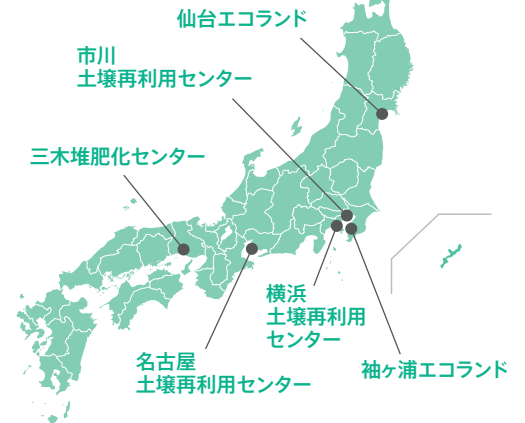 仙台エコランド
市川
土壌再利用センター
三木堆肥化センター
横浜
土壌再利用
センター
名古屋
土壌再利用センター
袖ヶ浦エコランド